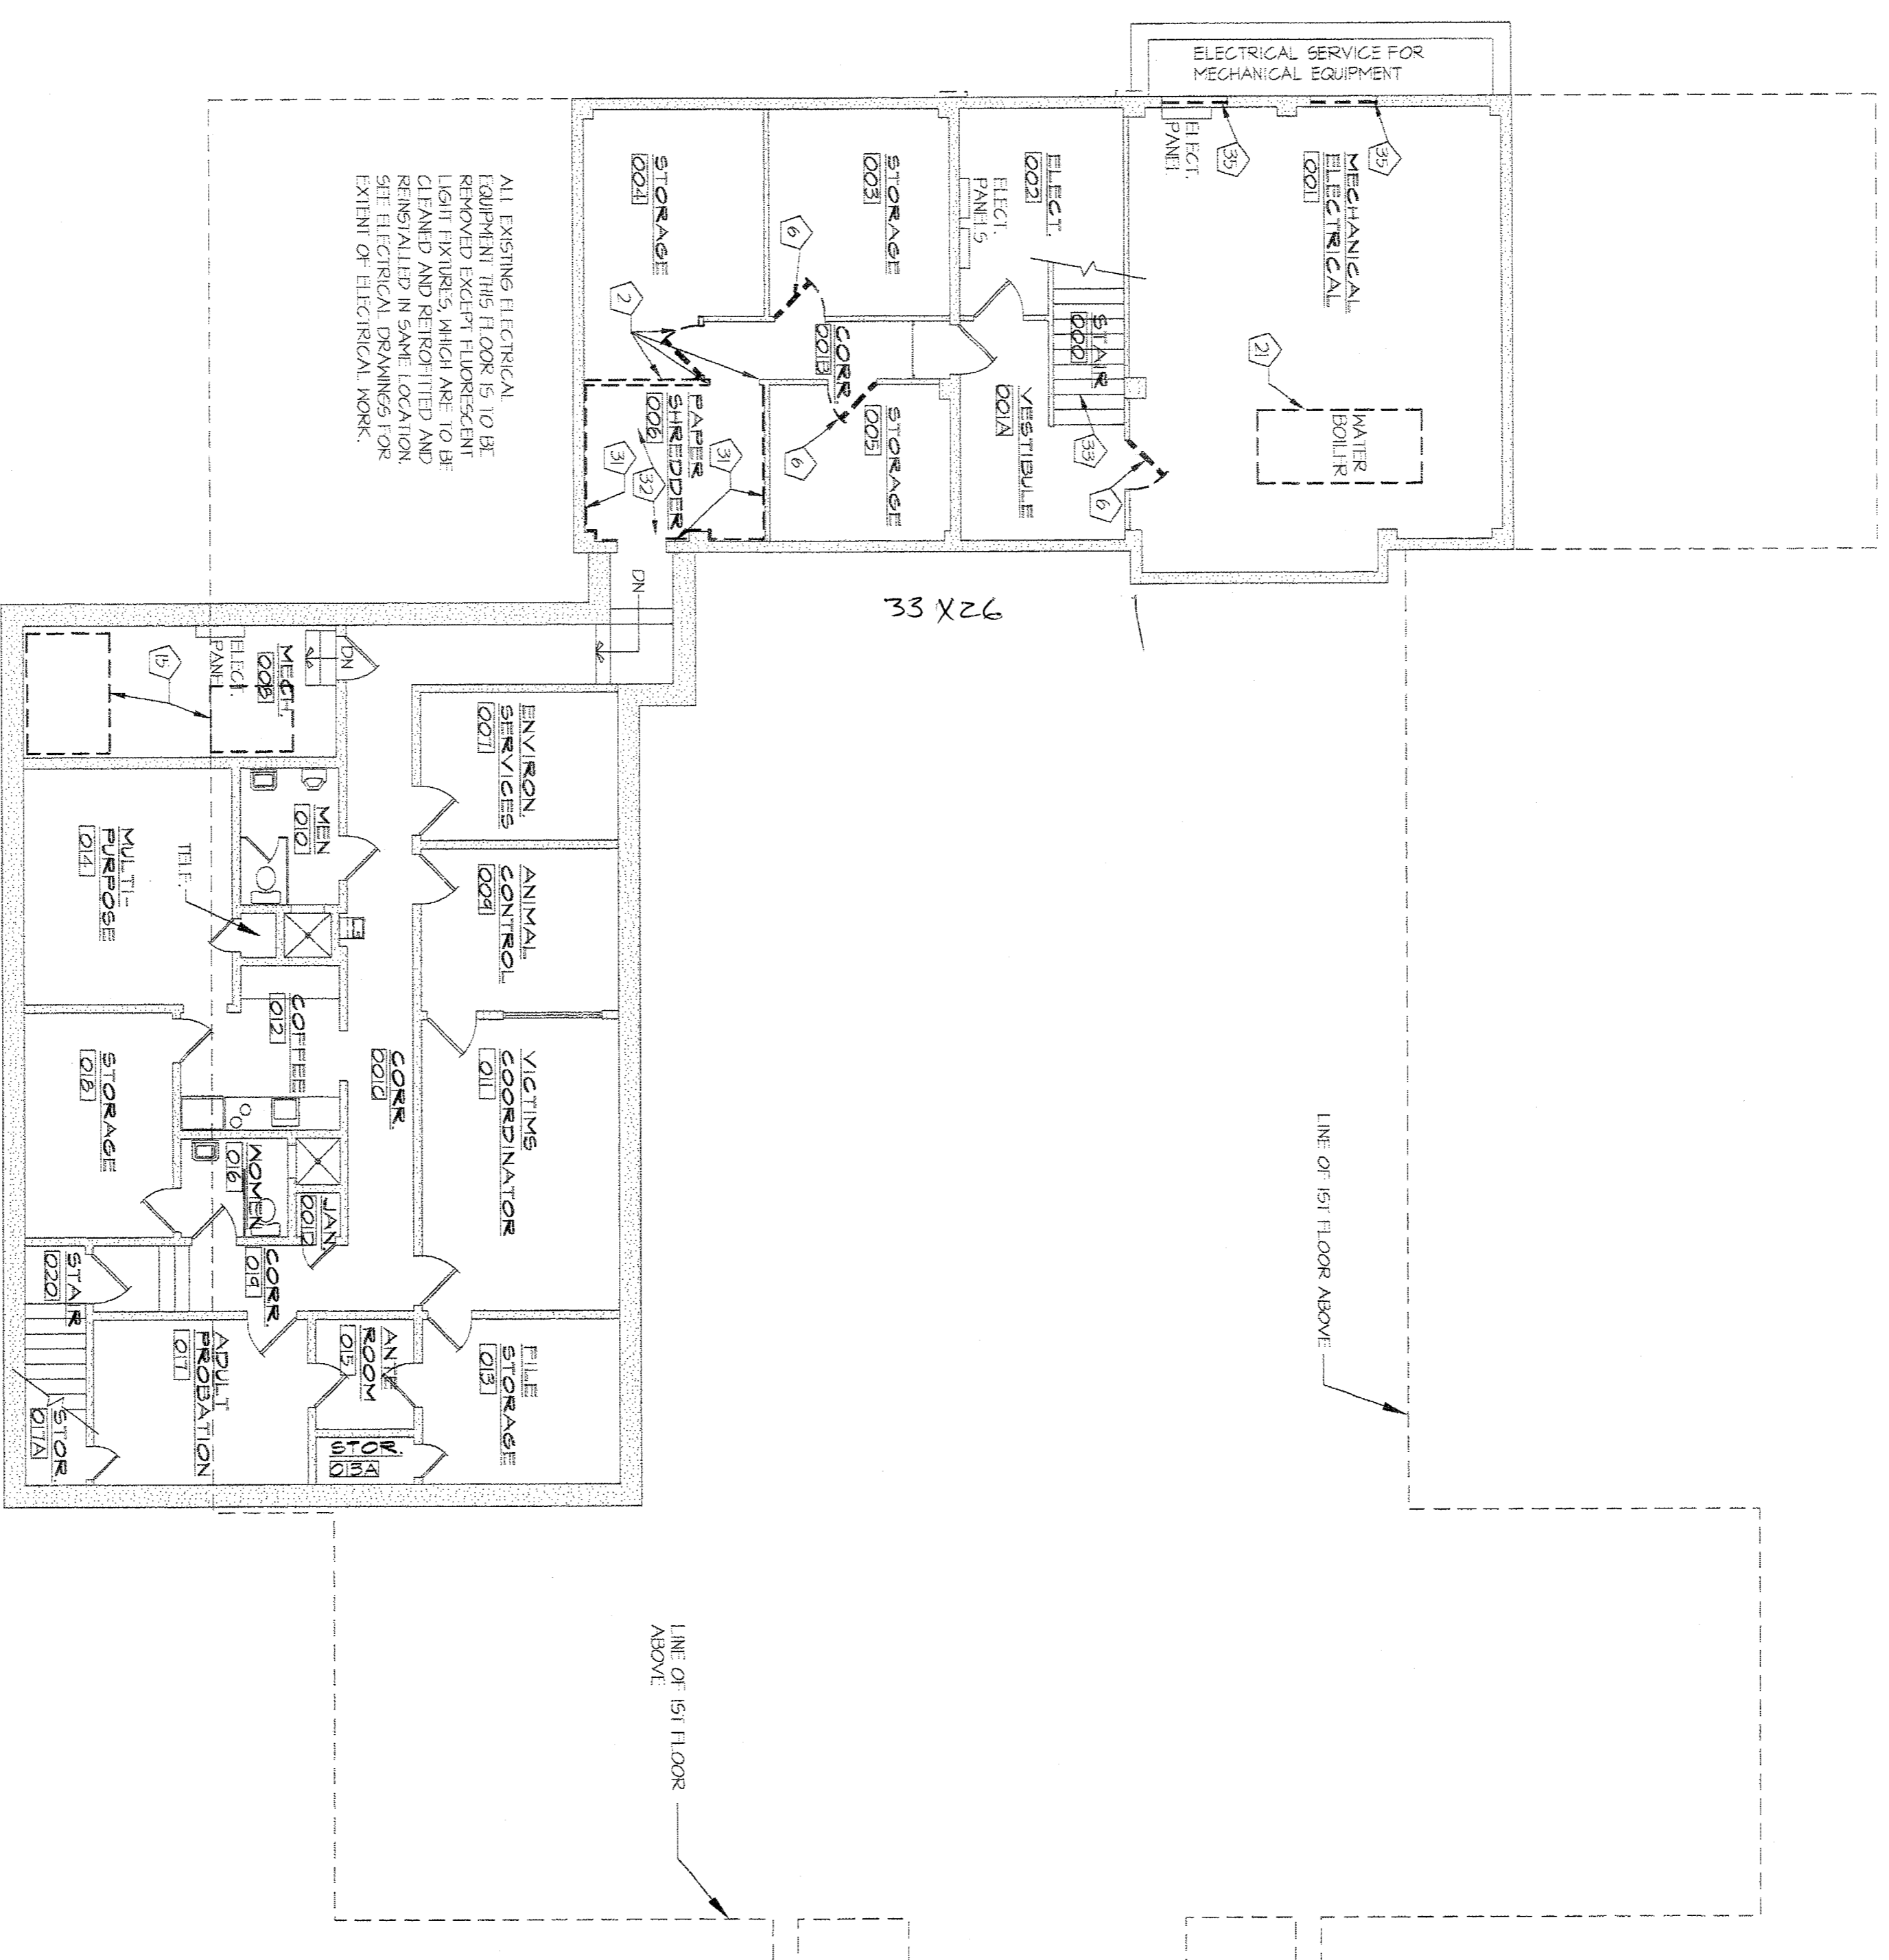 ELECTRICAL SERVICE FOR
MECHANICAL EQUIPMENT
MECHANICAL
ELECTRICAL
001
35
35
ELECT.
PANEL
21
WATER
BOILER
ELECT.
002
ELECT.
PANELS
STAIR
000
33
6
VESTIBULE
001A
STORAGE
003
6
STORAGE
004
2
CORR.
001B
STORAGE
005
6
PAPER
SHREDDER
006
31
31
32
ALL EXISTING ELECTRICAL
EQUIPMENT THIS FLOOR IS TO BE
REMOVED EXCEPT FLUORESCENT
LIGHT FIXTURES, WHICH ARE TO BE
CLEANED AND RETROFITTED AND
REINSTALLED IN SAME LOCATION.
SEE ELECTRICAL DRAWINGS FOR
EXTENT OF ELECTRICAL WORK.
33 X 26
DN
DN
MECH.
008
ELECT.
PANEL
15
ENVIRON.
SERVICES
007
MEN
010
ANIMAL
CONTROL
009
MULTI-
PURPOSE
014
TELE.
COFFEE
012
CORR.
001C
VICTIMS
COORDINATOR
011
STORAGE
018
WOMEN
016
JAN.
001D
CORR.
019
STAIR
020
ADULT
PROBATION
017
ANTE
ROOM
015
FILE
STORAGE
013
STOR.
013A
STOR.
017A
LINE OF 1ST FLOOR ABOVE
LINE OF 1ST FLOOR
ABOVE